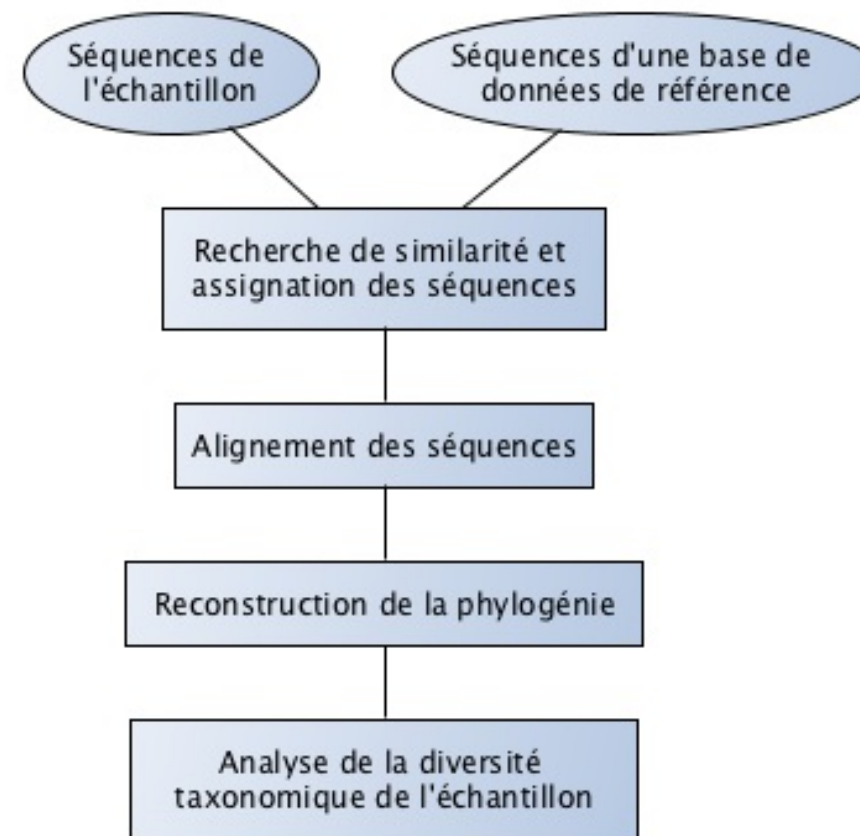 Séquences de
l'échantillon
Séquences d'une base de
données de référence
Recherche de similarité et
assignation des séquences
Alignement des séquences
Reconstruction de la phylogénie
Analyse de la diversité
taxonomique de l'échantillon